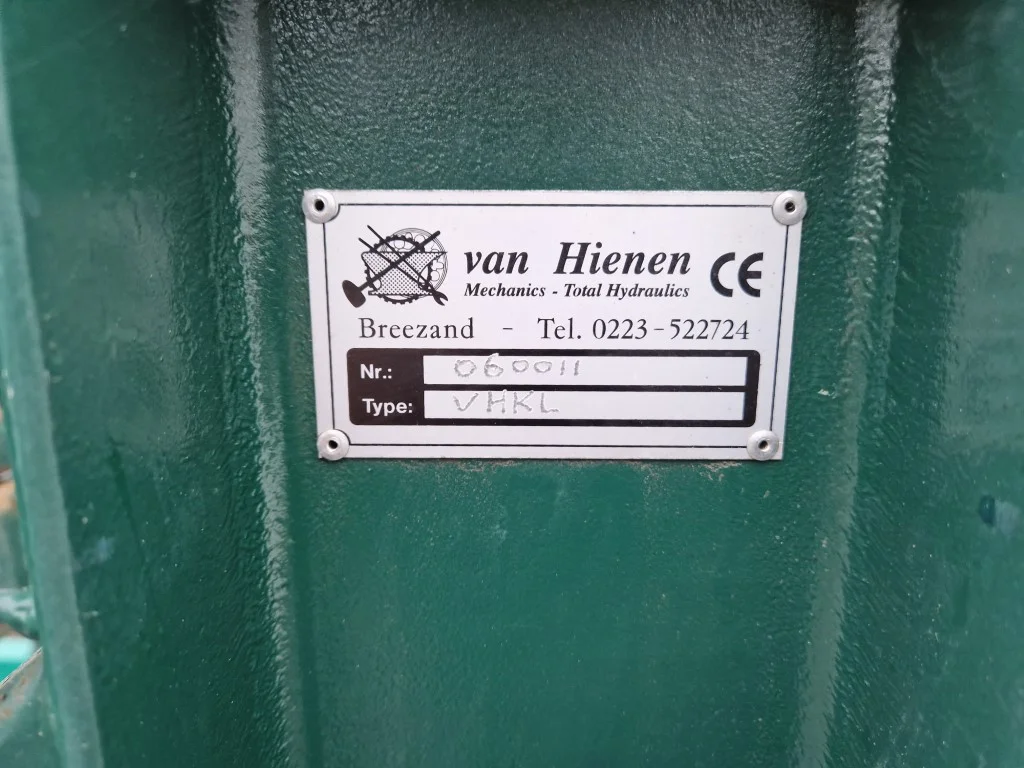 van Hienen CE
Mechanics - Total Hydraulics
Breezand - Tel. 0223-522724
Nr.: 060011
Type: VHKL